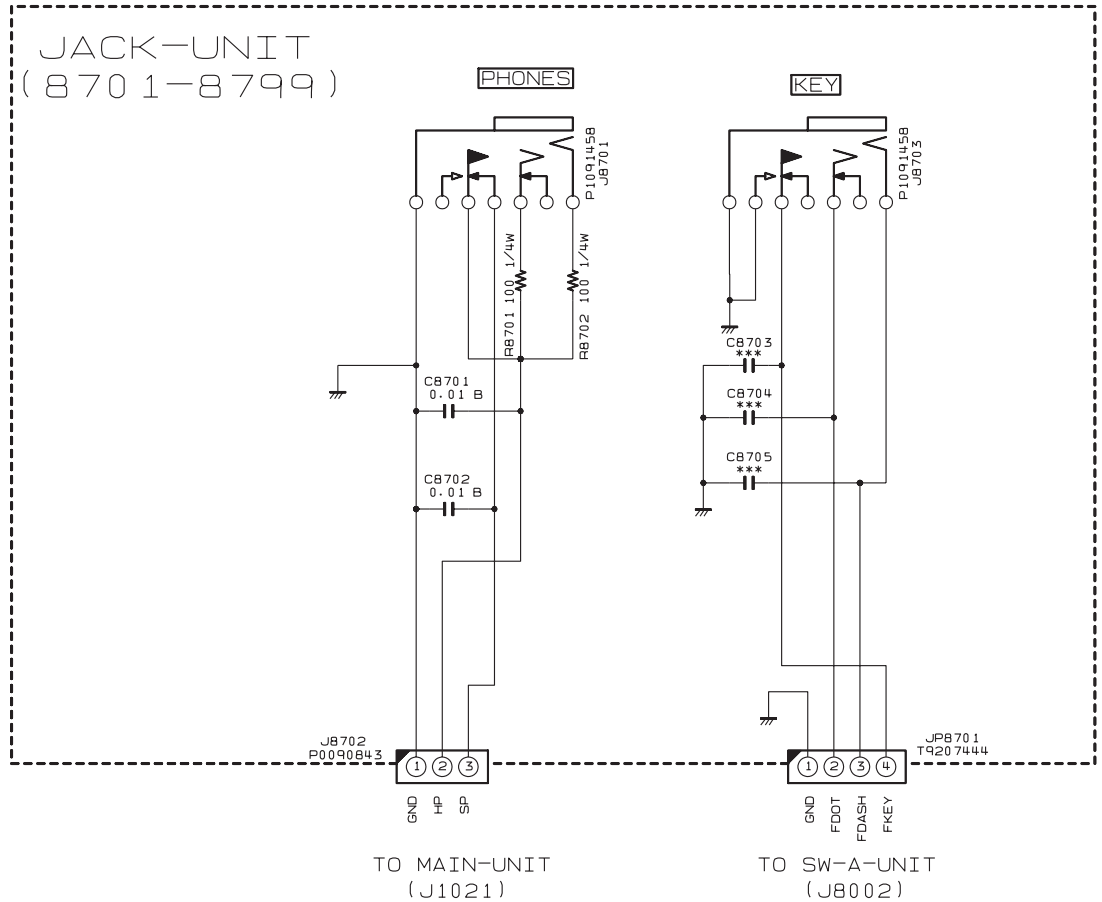 JACK-UNIT
(8701-8799)
PHONES
KEY
P1091458
J8701
P1091458
J8703
R8701 100 1/4W
R8702 100 1/4W
C8701
0.01 B
C8702
0.01 B
C8703
***
C8704
***
C8705
***
J8702
P0090843
1 2 3
GND
HP
SP
TO MAIN-UNIT
(J1021)
JP8701
T9207444
1 2 3 4
GND
FDOT
FDASH
FKEY
TO SW-A-UNIT
(J8002)